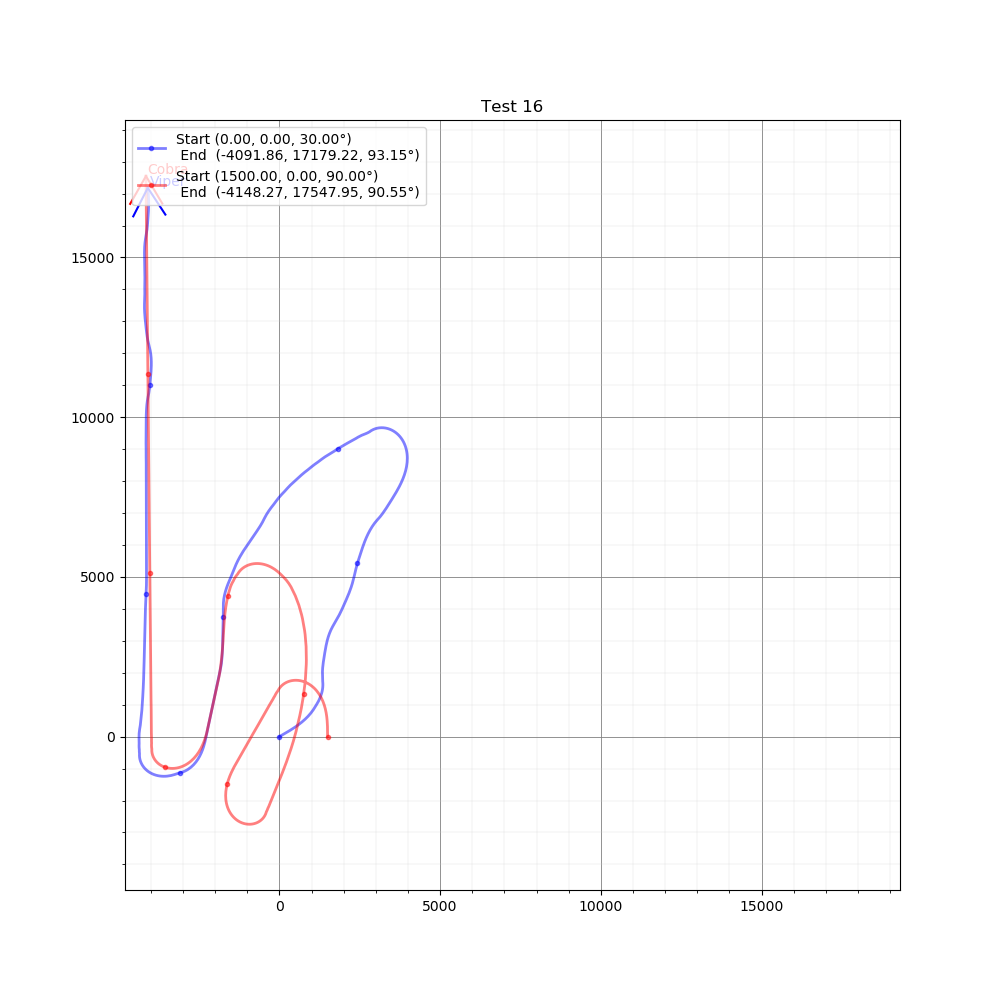 Test 16
Start (0.00, 0.00, 30.00°)
End (-4091.86, 17179.22, 93.15°)
Start (1500.00, 0.00, 90.00°)
End (-4148.27, 17547.95, 90.55°)
Cobra
Viper
15000
10000
5000
0
0
5000
10000
15000